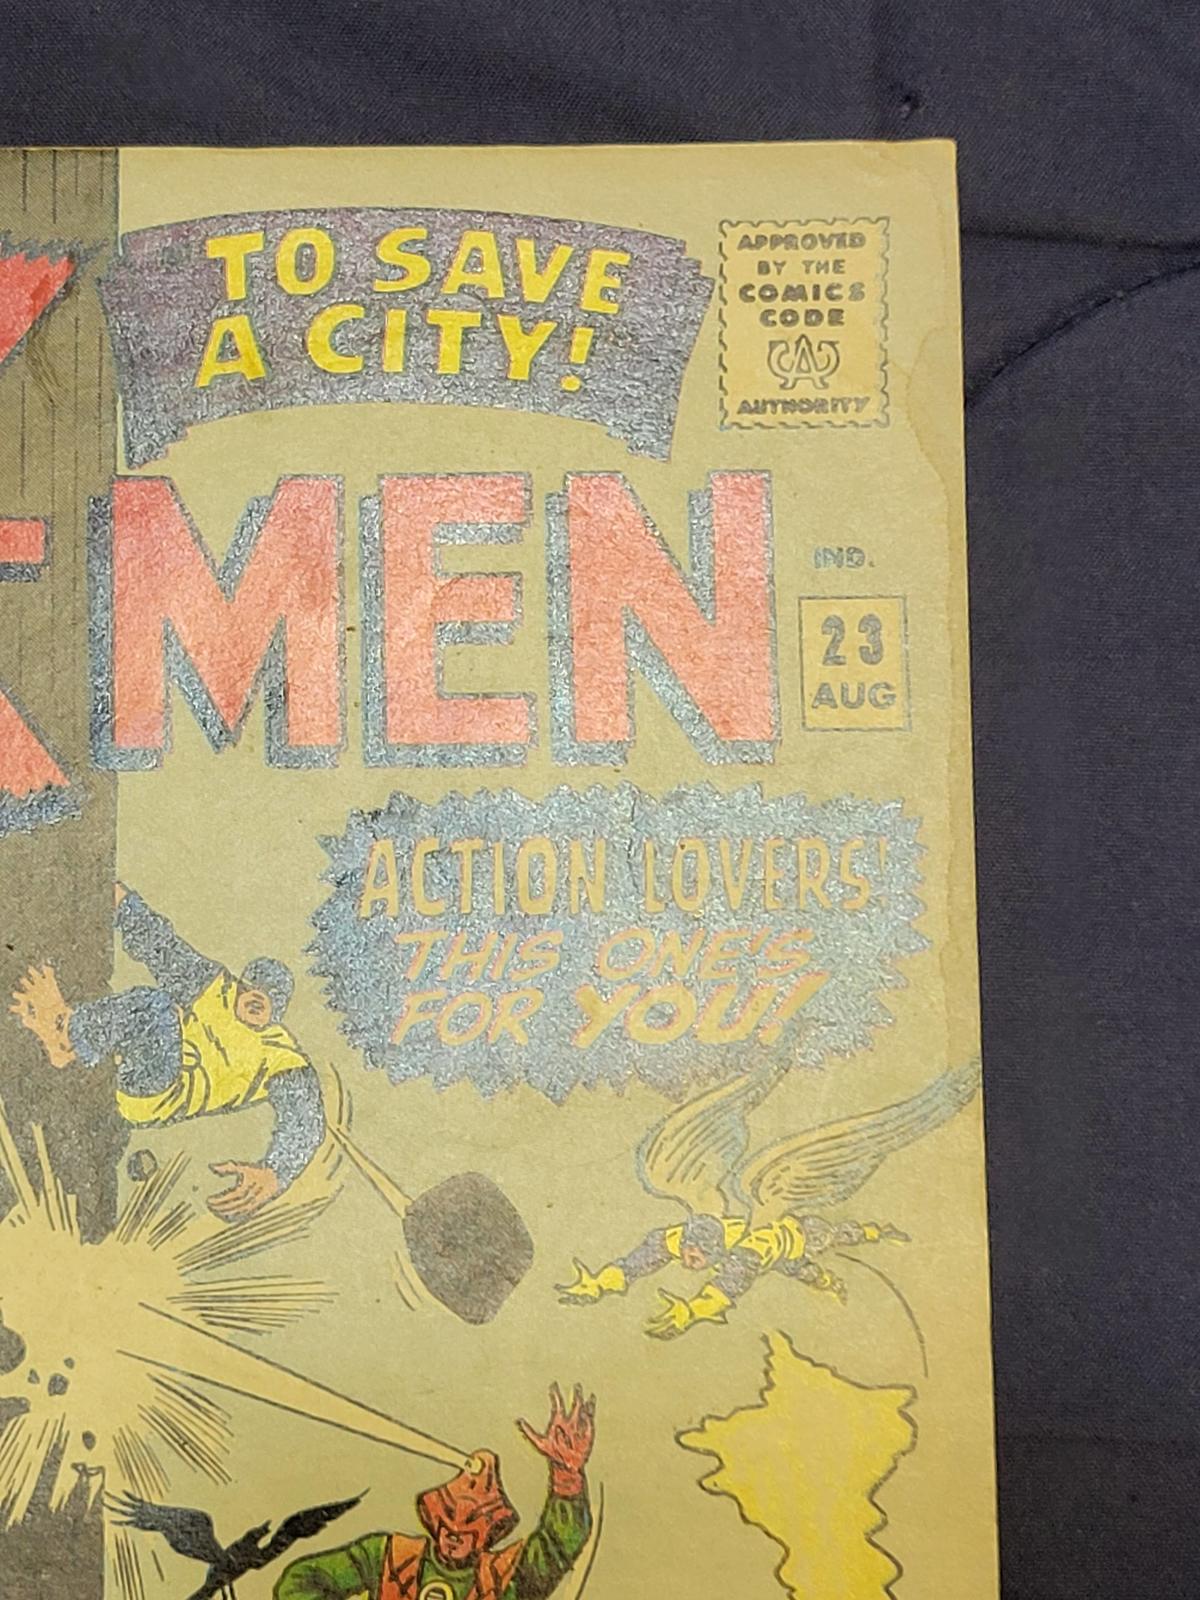 TO SAVE
A CITY!
APPROVED
BY THE
COMICS
CODE
CA
AUTHORITY
X-MEN
IND.
23
AUG
ACTION LOVERS!
THIS ONE'S
FOR YOU!